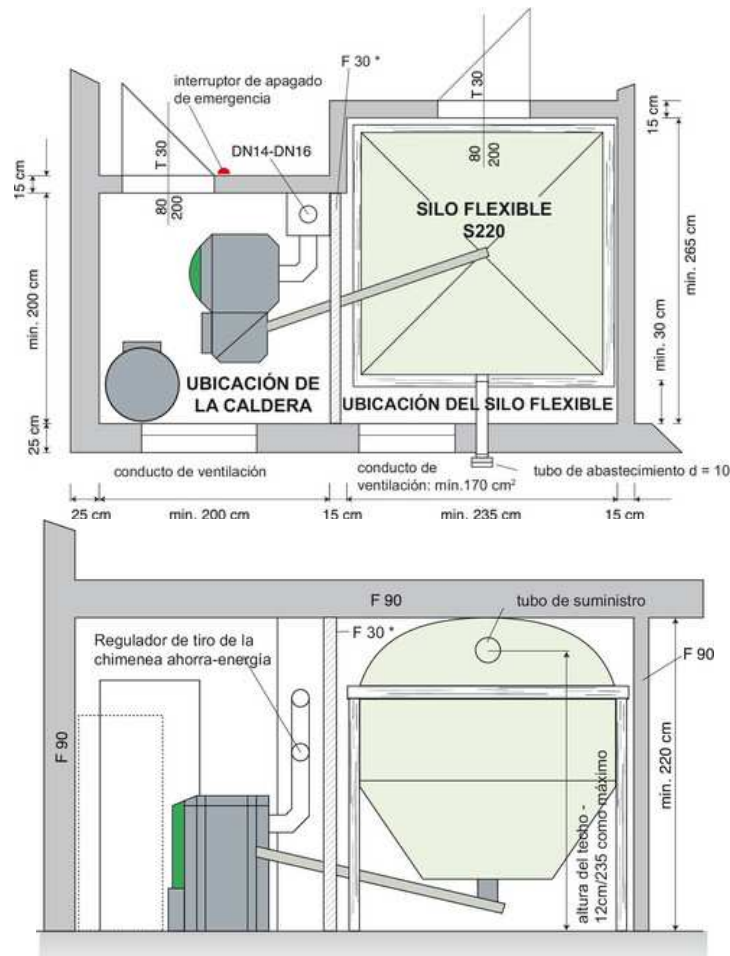 interruptor de apagado
de emergencia
F 30 *
T 30
80
200
15 cm
DN14-DN16
T 30
80
200
15 cm
SILO FLEXIBLE
S220
min. 200 cm
min. 265 cm
min. 30 cm
UBICACIÓN DE
LA CALDERA
UBICACIÓN DEL SILO FLEXIBLE
25 cm
conducto de ventilación
conducto de
ventilación: mín.170 cm²
tubo de abastecimiento d = 10
25 cm
min. 200 cm
15 cm
min. 235 cm
15 cm
F 90
tubo de suministro
Regulador de tiro de la
chimenea ahorra-energía
F 30 *
F 90
F 90
min. 220 cm
altura del techo -
12cm/235 como máximo